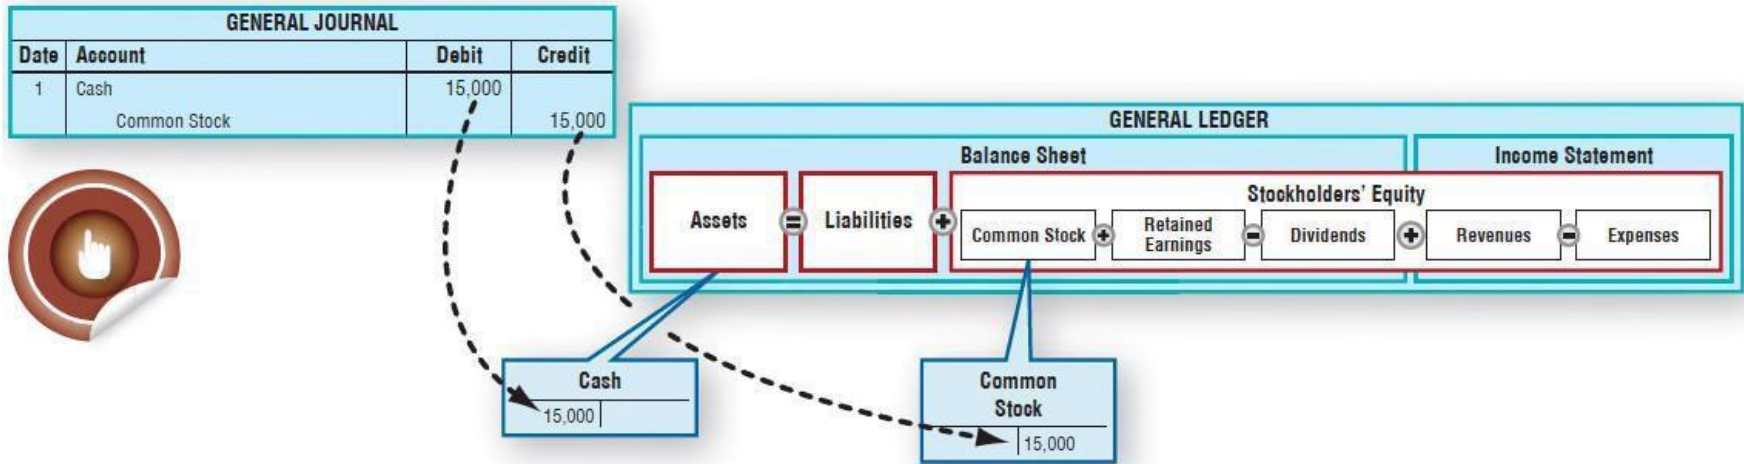 GENERAL JOURNAL
Date Account Debit Credit
1 Cash 15,000
Common Stock 15,000
GENERAL LEDGER
Balance Sheet Income Statement
Stockholders' Equity
Assets = Liabilities + Common Stock + Retained Earnings - Dividends + Revenues - Expenses
Cash
15,000
Common
Stock
15,000